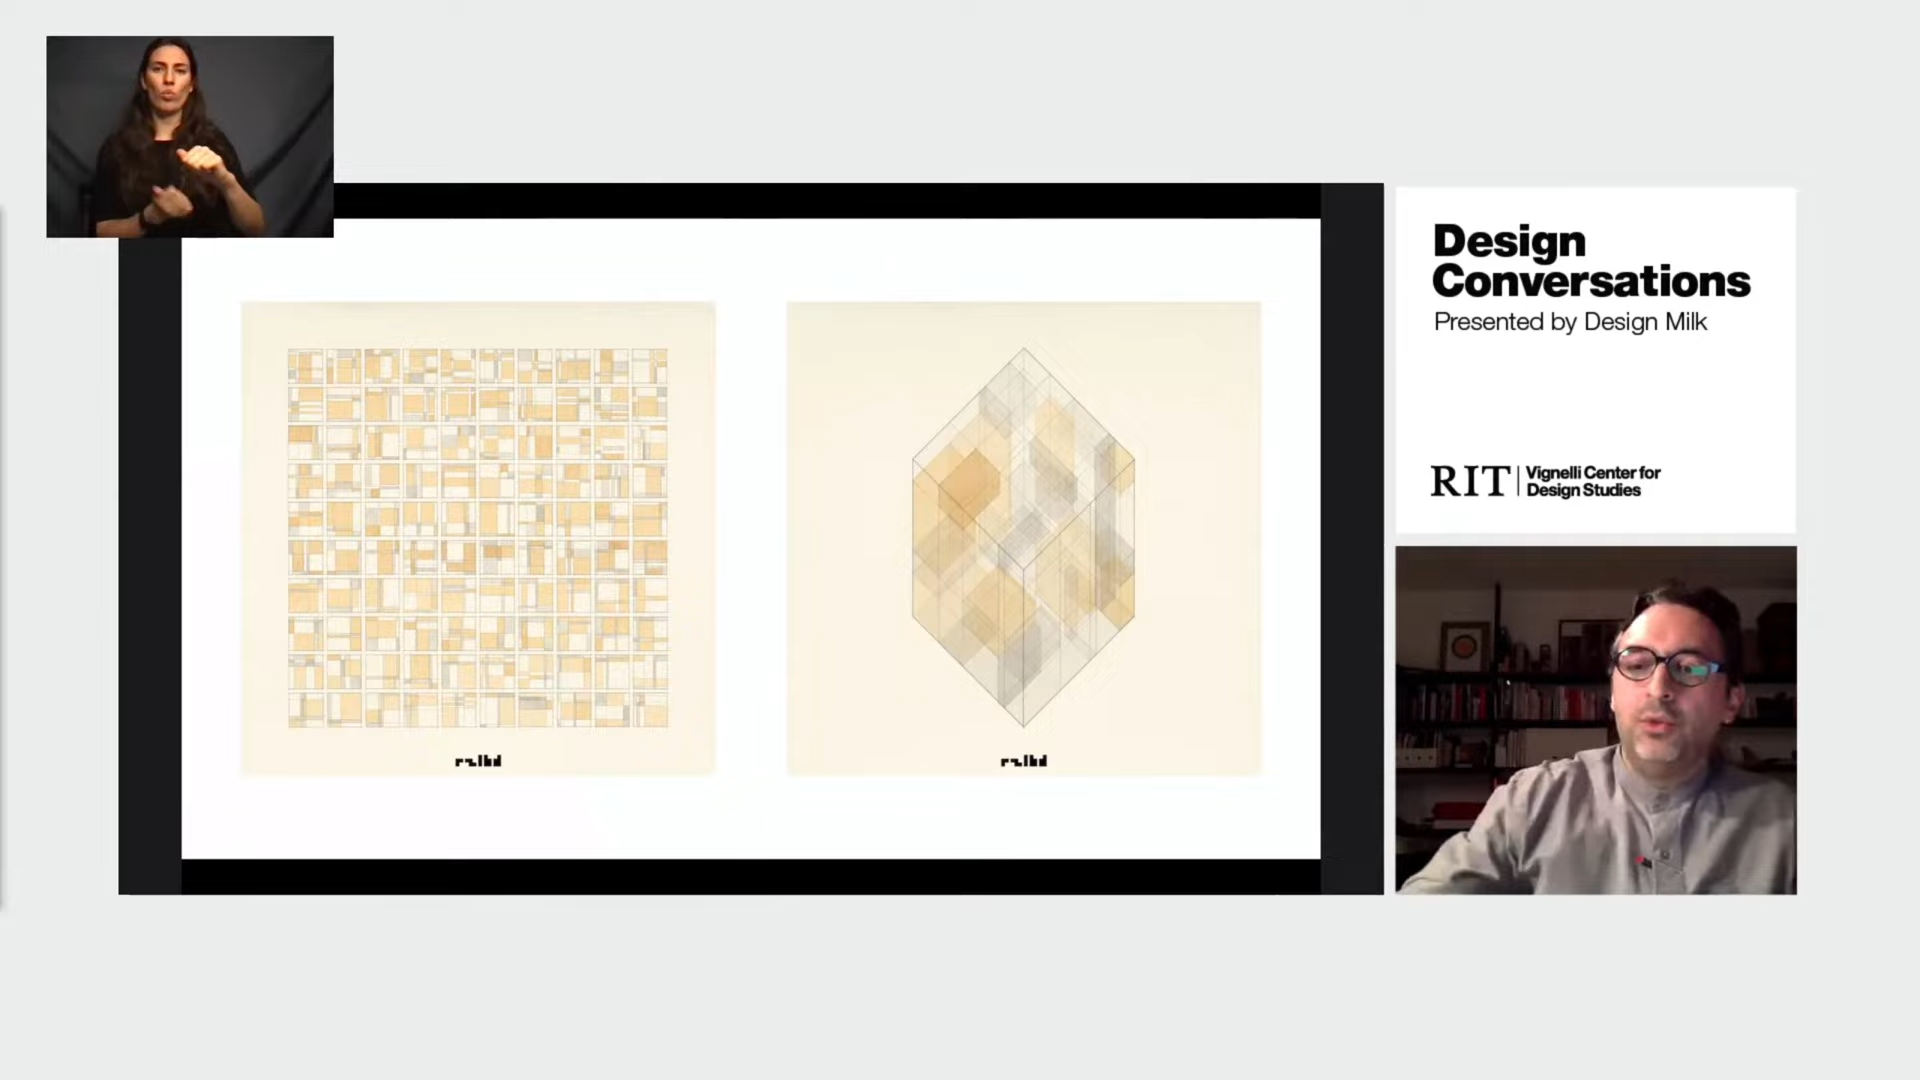 Design
Conversations
Presented by Design Milk
RIT
Vignelli Center for
Design Studies